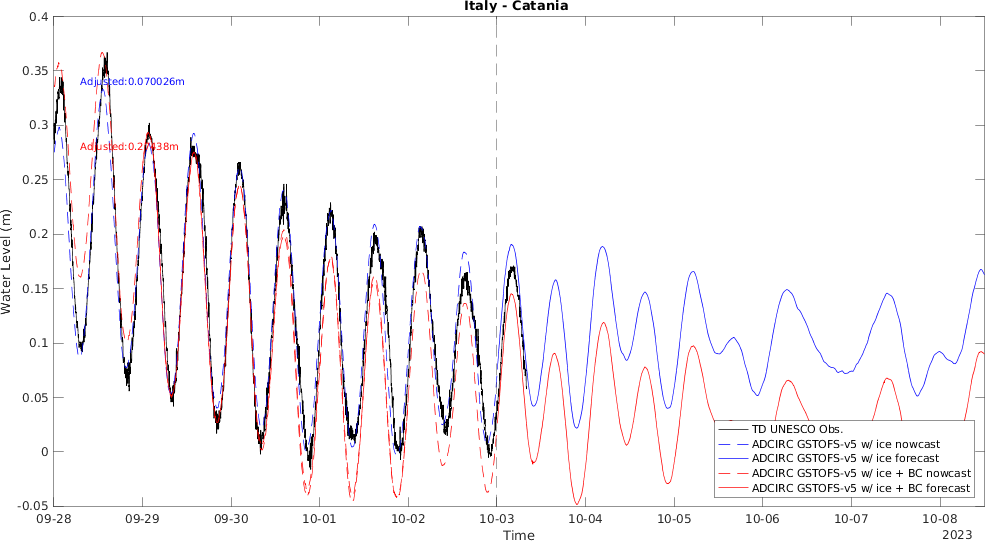 Italy - Catania
0.4
0.35
0.3
0.25
0.2
0.15
0.1
0.05
0
-0.05
Water Level (m)
Adjusted:0.070026m
TD UNESCO Obs.
ADCIRC GSTOFS-v5 w/ ice nowcast
ADCIRC GSTOFS-v5 w/ ice forecast
ADCIRC GSTOFS-v5 w/ ice + BC nowcast
ADCIRC GSTOFS-v5 w/ ice + BC forecast
09-28 09-29 09-30 10-01 10-02 10-03 10-04 10-05 10-06 10-07 10-08
Time
2023